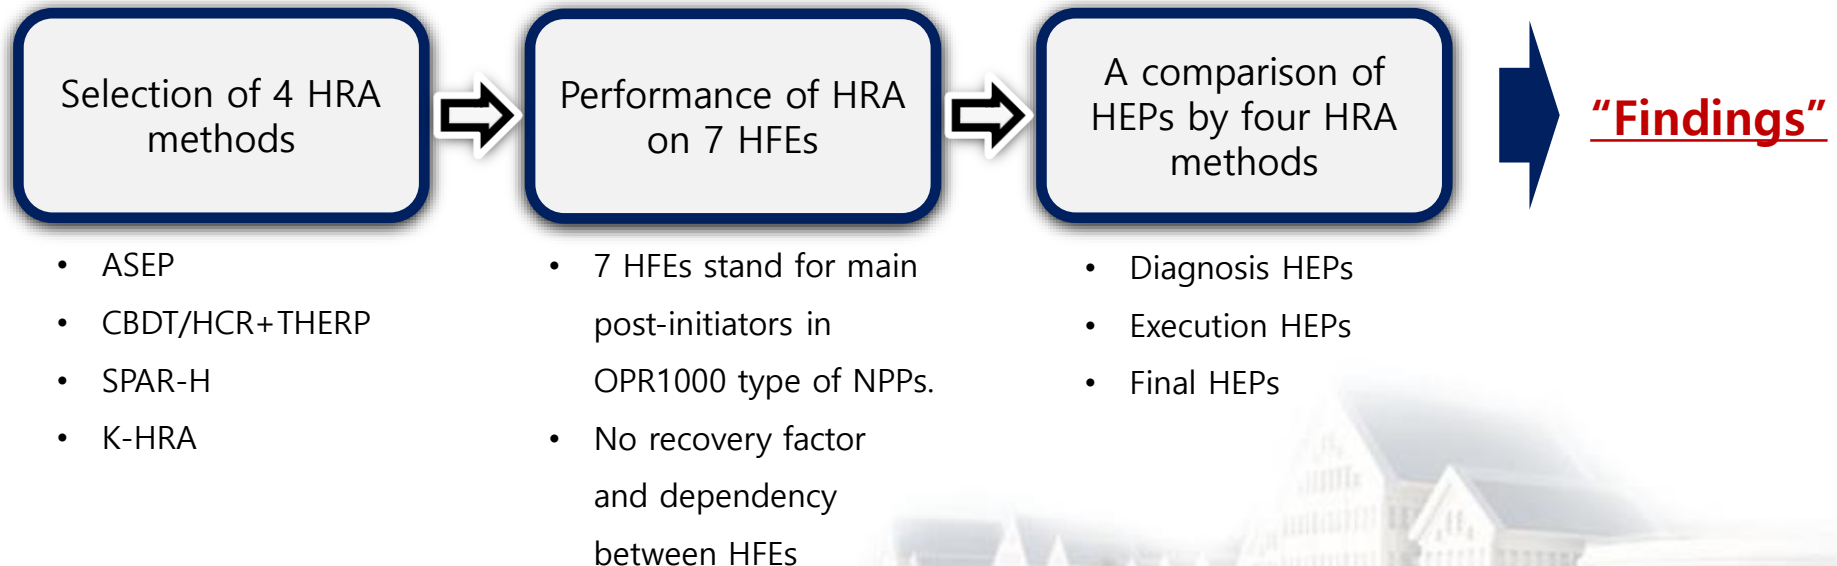 Selection of 4 HRA
methods
Performance of HRA
on 7 HFEs
A comparison of
HEPs by four HRA
methods
“Findings”
• ASEP
• CBDT/HCR+THERP
• SPAR-H
• K-HRA
• 7 HFEs stand for main
post-initiators in
OPR1000 type of NPPs.
• No recovery factor
and dependency
between HFEs
• Diagnosis HEPs
• Execution HEPs
• Final HEPs